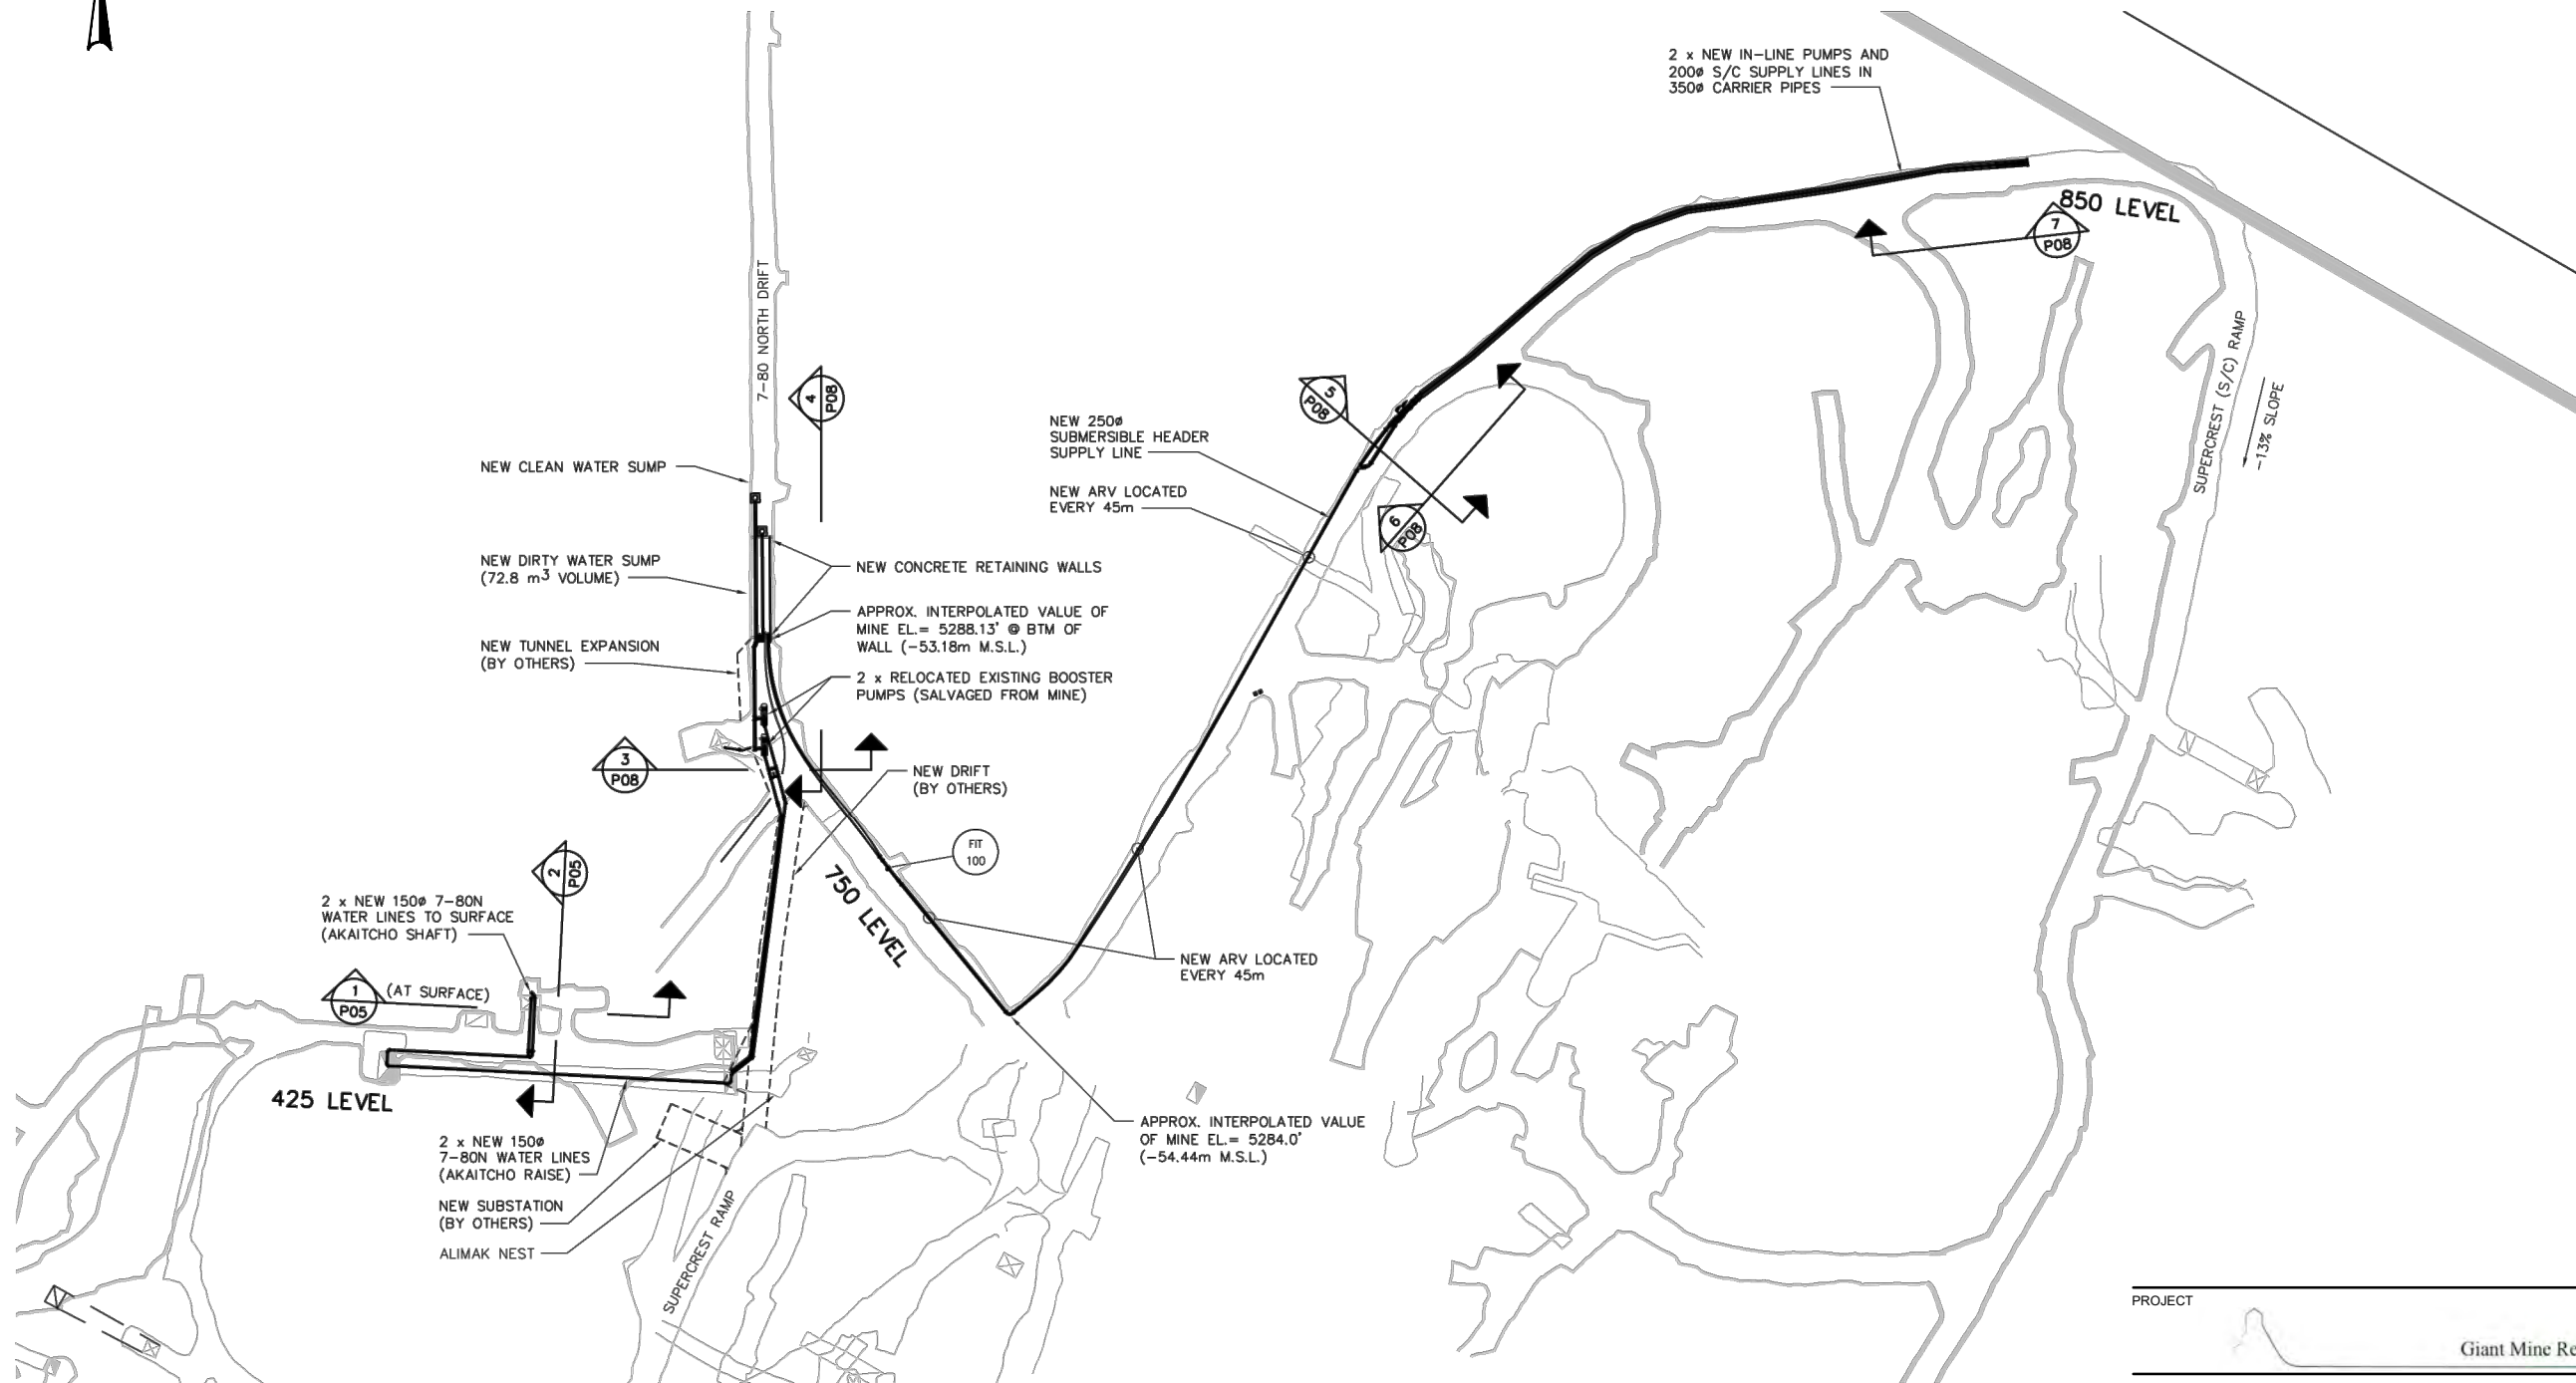 2 x NEW IN-LINE PUMPS AND
200ø S/C SUPPLY LINES IN
350ø CARRIER PIPES
850 LEVEL
7
P08
7-80 NORTH DRIFT
SUPERCREST (S/C) RAMP
-13% SLOPE
4
P08
5
P08
6
P08
NEW 250ø
SUBMERSIBLE HEADER
SUPPLY LINE
NEW ARV LOCATED
EVERY 45m
NEW CLEAN WATER SUMP
NEW DIRTY WATER SUMP
(72.8 m3 VOLUME)
NEW CONCRETE RETAINING WALLS
APPROX. INTERPOLATED VALUE OF
MINE EL.= 5288.13' @ BTM OF
WALL (-53.18m M.S.L.)
NEW TUNNEL EXPANSION
(BY OTHERS)
2 x RELOCATED EXISTING BOOSTER
PUMPS (SALVAGED FROM MINE)
3
P08
NEW DRIFT
(BY OTHERS)
FIT
100
750 LEVEL
2
P05
2 x NEW 150ø 7-80N
WATER LINES TO SURFACE
(AKAITCHO SHAFT)
NEW ARV LOCATED
EVERY 45m
1
P05
(AT SURFACE)
425 LEVEL
APPROX. INTERPOLATED VALUE
OF MINE EL.= 5284.0'
(-54.44m M.S.L.)
2 x NEW 150ø
7-80N WATER LINES
(AKAITCHO RAISE)
NEW SUBSTATION
(BY OTHERS)
ALIMAK NEST
SUPERCREST RAMP
PROJECT
Giant Mine Re